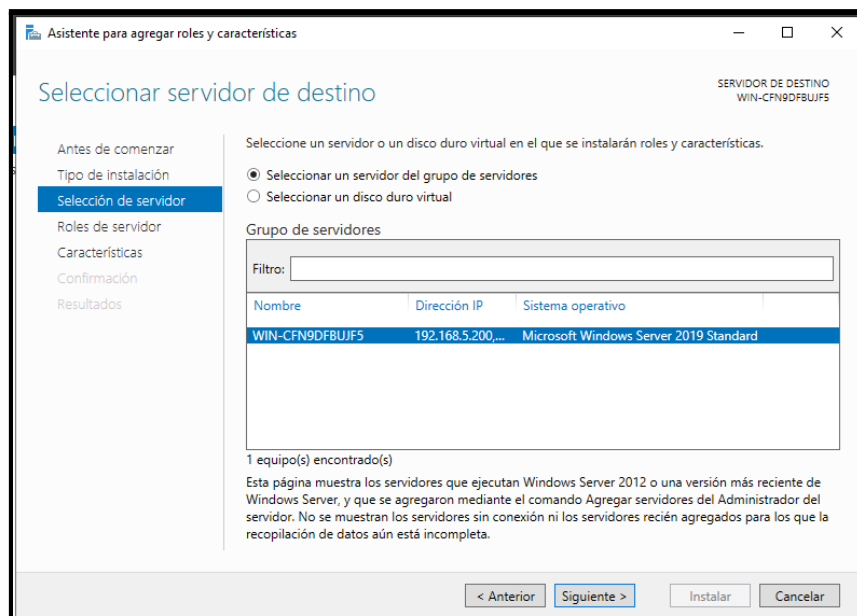 Asistente para agregar roles y características
Seleccionar servidor de destino
SERVIDOR DE DESTINO
WIN-CFN9DFBUJF5
Antes de comenzar
Tipo de instalación
Selección de servidor
Roles de servidor
Características
Confirmación
Resultados
Seleccione un servidor o un disco duro virtual en el que se instalarán roles y características.
Seleccionar un servidor del grupo de servidores
Seleccionar un disco duro virtual
Grupo de servidores
Filtro:
Nombre Dirección IP Sistema operativo
WIN-CFN9DFBUJF5 192.168.5.200,... Microsoft Windows Server 2019 Standard
1 equipo(s) encontrado(s)
Esta página muestra los servidores que ejecutan Windows Server 2012 o una versión más reciente de
Windows Server, y que se agregaron mediante el comando Agregar servidores del Administrador del
servidor. No se muestran los servidores sin conexión ni los servidores recién agregados para los que la
recopilación de datos aún está incompleta.
< Anterior Siguiente > Instalar Cancelar